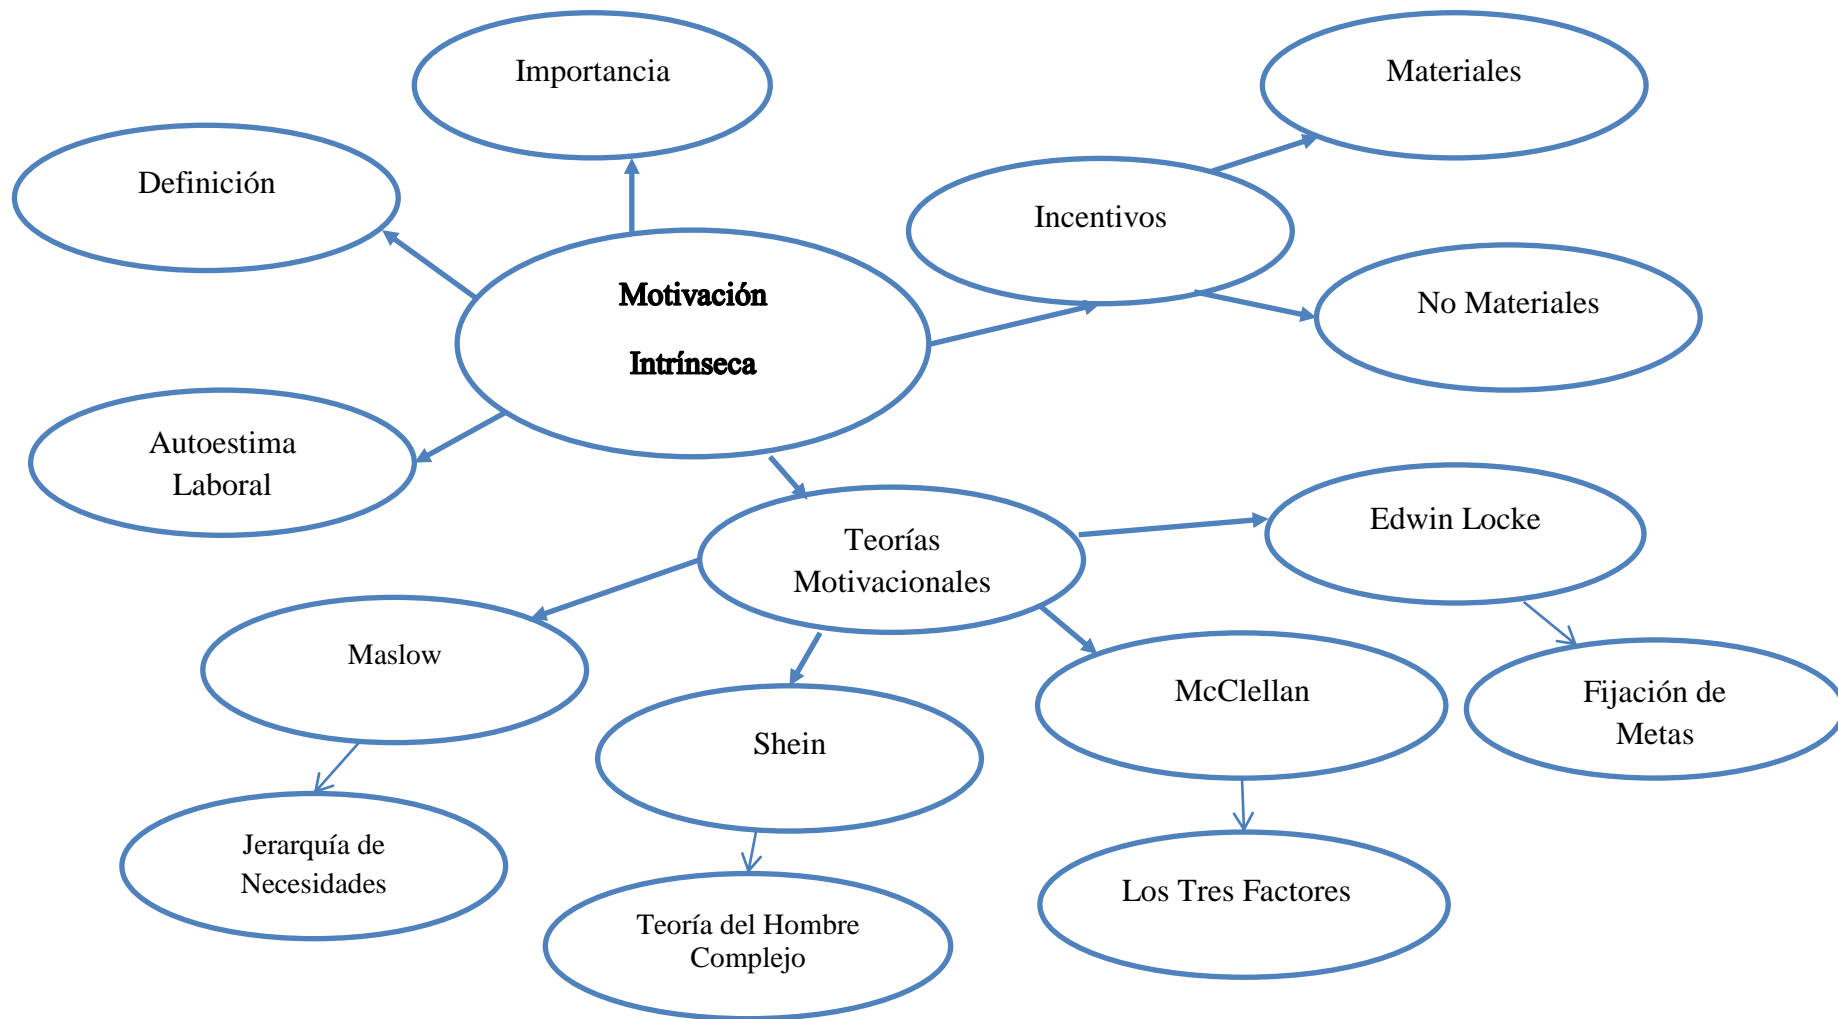 Importancia
Materiales
Definición
Incentivos
Motivación
Intrínseca
No Materiales
Autoestima
Laboral
Teorías
Motivacionales
Edwin Locke
Maslow
Shein
McClellan
Fijación de
Metas
Jerarquía de
Necesidades
Teoría del Hombre
Complejo
Los Tres Factores